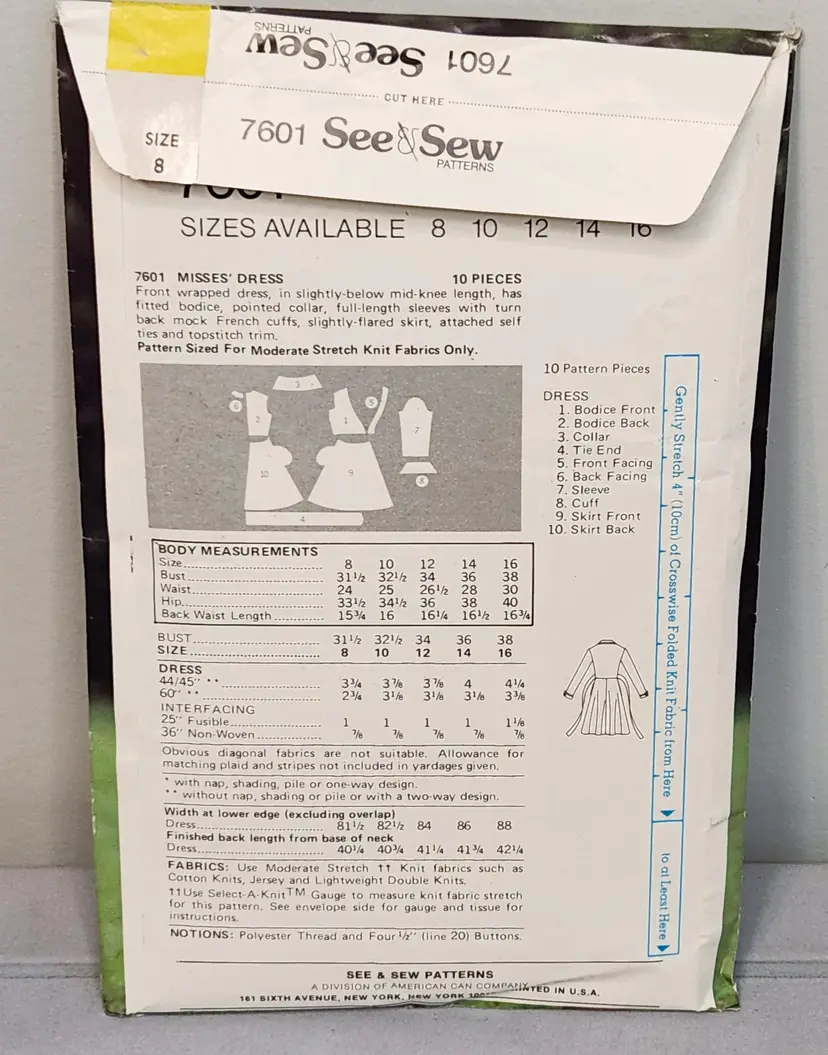 7601 See & Sew
PATTERNS
CUT HERE
SIZE
8
7601 See & Sew
PATTERNS
7601
SIZES AVAILABLE 8 10 12 14 16
7601 MISSES' DRESS 10 PIECES
Front wrapped dress, in slightly-below mid-knee length, has
fitted bodice, pointed collar, full-length sleeves with turn
back mock French cuffs, slightly-flared skirt, attached self
ties and topstitch trim.
Pattern Sized For Moderate Stretch Knit Fabrics Only.
3
6
2
1
5
7
8
10
9
4
10 Pattern Pieces
DRESS
1. Bodice Front
2. Bodice Back
3. Collar
4. Tie End
5. Front Facing
6. Back Facing
7. Sleeve
8. Cuff
9. Skirt Front
10. Skirt Back
Gently Stretch 4" (10cm) of Crosswise Folded Knit Fabric from Here
to at Least Here
BODY MEASUREMENTS
Size 8 10 12 14 16
Bust 31½ 32½ 34 36 38
Waist 24 25 26½ 28 30
Hip 33½ 34½ 36 38 40
Back Waist Length 15¾ 16 16¼ 16½ 16¾
BUST 31½ 32½ 34 36 38
SIZE 8 10 12 14 16
DRESS
44/45" ** 3¾ 3⅞ 3⅞ 4 4¼
60" ** 2¾ 3⅛ 3⅛ 3⅛ 3⅜
INTERFACING
25" Fusible 1 1 1 1 1⅛
36" Non-Woven ⅞ ⅞ ⅞ ⅞ ⅞
Obvious diagonal fabrics are not suitable. Allowance for
matching plaid and stripes not included in yardages given.
* with nap, shading, pile or one-way design.
** without nap, shading or pile or with a two-way design.
Width at lower edge (excluding overlap)
Dress 81½ 82½ 84 86 88
Finished back length from base of neck
Dress 40¼ 40¾ 41¼ 41¾ 42¼
FABRICS: Use Moderate Stretch †† Knit fabrics such as
Cotton Knits, Jersey and Lightweight Double Knits.
††Use Select-A-Knit™ Gauge to measure knit fabric stretch
for this pattern. See envelope side for gauge and tissue for
instructions.
NOTIONS: Polyester Thread and Four ½" (line 20) Buttons.
SEE & SEW PATTERNS
A DIVISION OF AMERICAN CAN COMPANY
161 SIXTH AVENUE, NEW YORK, NEW YORK PRINTED IN U.S.A.